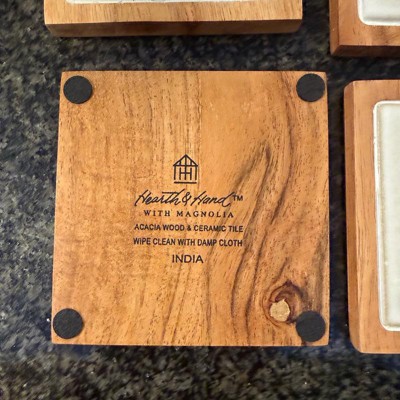 Hearth & Hand™
WITH MAGNOLIA
ACACIA WOOD & CERAMIC TILE
WIPE CLEAN WITH DAMP CLOTH
INDIA